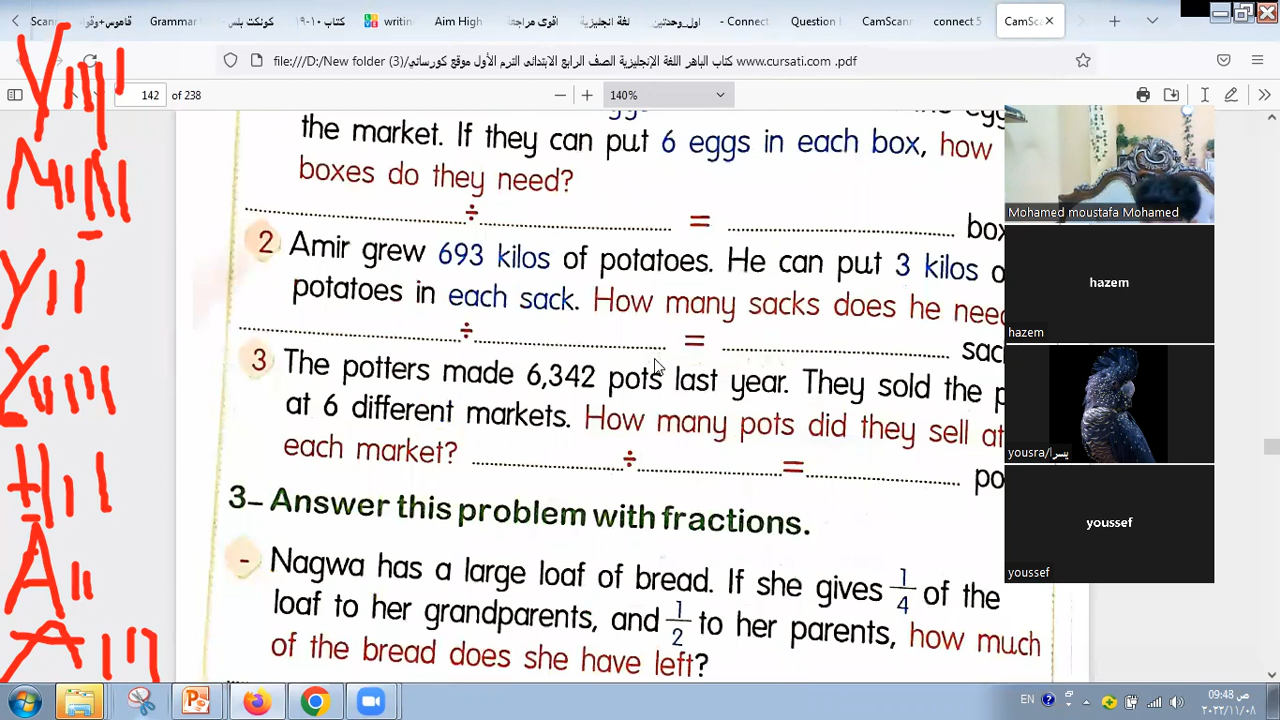 Scan
Grammar
قاموس+وقو
كونكت بلس
كتاب ١٠-١٩
writing
Aim High
اقوى مراجعة
لغة انجليزية
اول_وحدتين
Connect -
Question
CamScann
connect 5
CamSc
file:///D:/New folder (3)/كتاب الباهر اللغة الإنجليزية الصف الرابع الابتدائى الترم الأول موقع كورساتي www.cursati.com .pdf
142 of 238
140%
the market. If they can put 6 eggs in each box, how
boxes do they need?
÷ = box
2 Amir grew 693 kilos of potatoes. He can put 3 kilos o
potatoes in each sack. How many sacks does he need
÷ = sac
3 The potters made 6,342 pots last year. They sold the p
at 6 different markets. How many pots did they sell at
each market? ÷ = po
3- Answer this problem with fractions.
- Nagwa has a large loaf of bread. If she gives 1/4 of the
loaf to her grandparents, and 1/2 to her parents, how much
of the bread does she have left?
Mohamed moustafa Mohamed
hazem
hazem
yousra/يسرا
youssef
youssef
EN
09:48 ص
٢٠٢٢/١١/٠٨